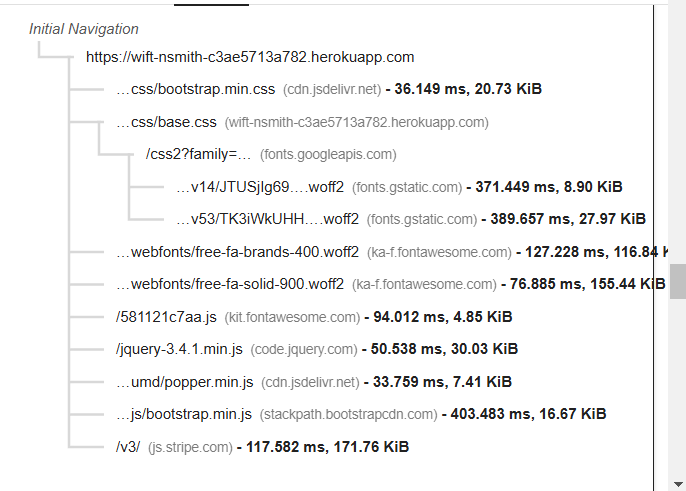 Initial Navigation
https://wift-nsmith-c3ae5713a782.herokuapp.com
…css/bootstrap.min.css (cdn.jsdelivr.net) - 36.149 ms, 20.73 KiB
…css/base.css (wift-nsmith-c3ae5713a782.herokuapp.com)
/css2?family=… (fonts.googleapis.com)
…v14/JTUSjIg69….woff2 (fonts.gstatic.com) - 371.449 ms, 8.90 KiB
…v53/TK3iWkUHH….woff2 (fonts.gstatic.com) - 389.657 ms, 27.97 KiB
…webfonts/free-fa-brands-400.woff2 (ka-f.fontawesome.com) - 127.228 ms, 116.84 K
…webfonts/free-fa-solid-900.woff2 (ka-f.fontawesome.com) - 76.885 ms, 155.44 KiB
/581121c7aa.js (kit.fontawesome.com) - 94.012 ms, 4.85 KiB
/jquery-3.4.1.min.js (code.jquery.com) - 50.538 ms, 30.03 KiB
…umd/popper.min.js (cdn.jsdelivr.net) - 33.759 ms, 7.41 KiB
…js/bootstrap.min.js (stackpath.bootstrapcdn.com) - 403.483 ms, 16.67 KiB
/v3/ (js.stripe.com) - 117.582 ms, 171.76 KiB